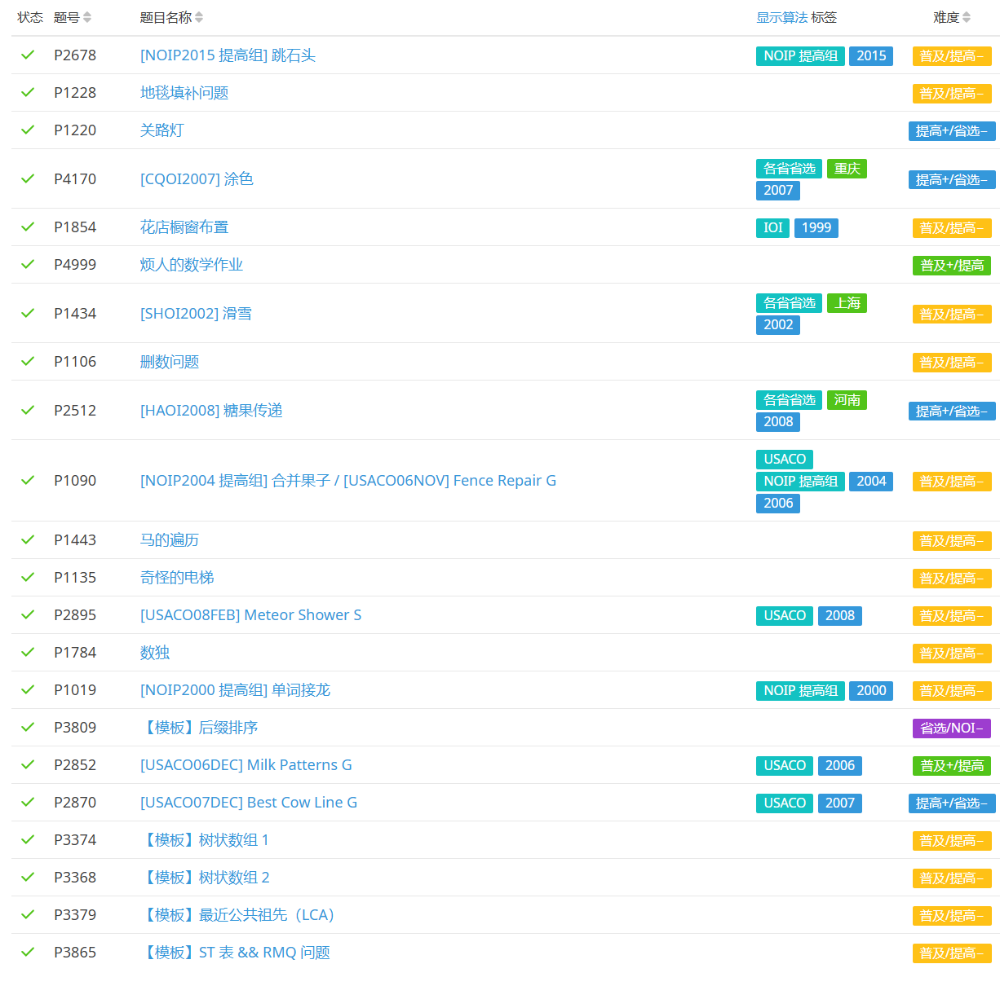 状态 题号 题目名称 显示算法 标签 难度
P2678 [NOIP2015 提高组] 跳石头 NOIP 提高组 2015 普及/提高−
P1228 地毯填补问题 普及/提高−
P1220 关路灯 提高+/省选−
P4170 [CQOI2007] 涂色 各省省选 重庆 提高+/省选−
2007
P1854 花店橱窗布置 IOI 1999 普及/提高−
P4999 烦人的数学作业 普及+/提高
P1434 [SHOI2002] 滑雪 各省省选 上海 普及/提高−
2002
P1106 删数问题 普及/提高−
P2512 [HAOI2008] 糖果传递 各省省选 河南 提高+/省选−
2008
USACO
P1090 [NOIP2004 提高组] 合并果子 / [USACO06NOV] Fence Repair G NOIP 提高组 2004 普及/提高−
2006
P1443 马的遍历 普及/提高−
P1135 奇怪的电梯 普及/提高−
P2895 [USACO08FEB] Meteor Shower S USACO 2008 普及/提高−
P1784 数独 普及/提高−
P1019 [NOIP2000 提高组] 单词接龙 NOIP 提高组 2000 普及/提高−
P3809 【模板】后缀排序 省选/NOI−
P2852 [USACO06DEC] Milk Patterns G USACO 2006 普及+/提高
P2870 [USACO07DEC] Best Cow Line G USACO 2007 提高+/省选−
P3374 【模板】树状数组 1 普及/提高−
P3368 【模板】树状数组 2 普及/提高−
P3379 【模板】最近公共祖先（LCA） 普及/提高−
P3865 【模板】ST 表 && RMQ 问题 普及/提高−